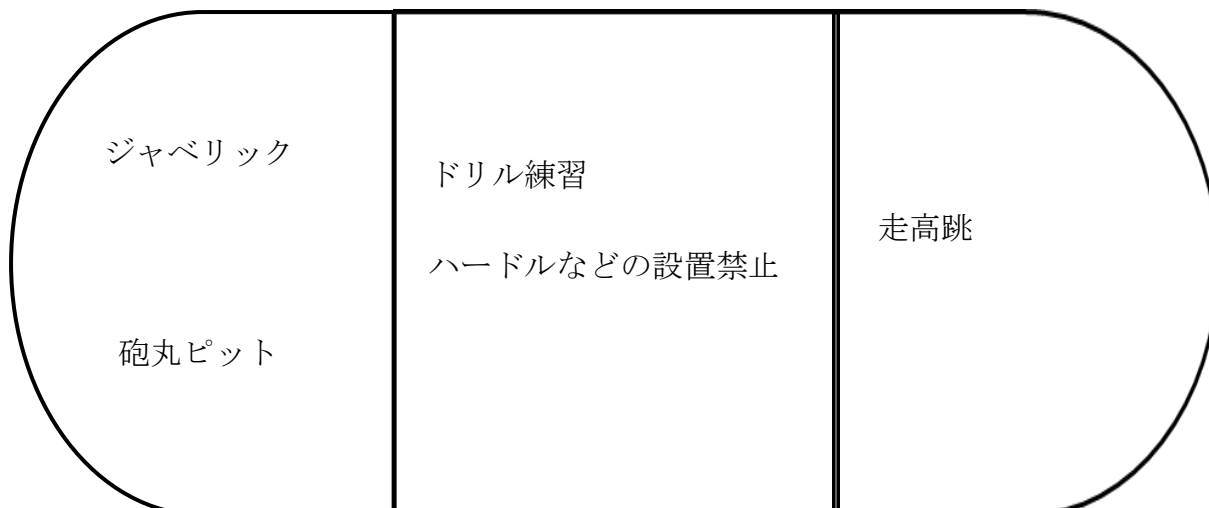 ジャベリック
砲丸ピット
ドリル練習
ハードルなどの設置禁止
走高跳